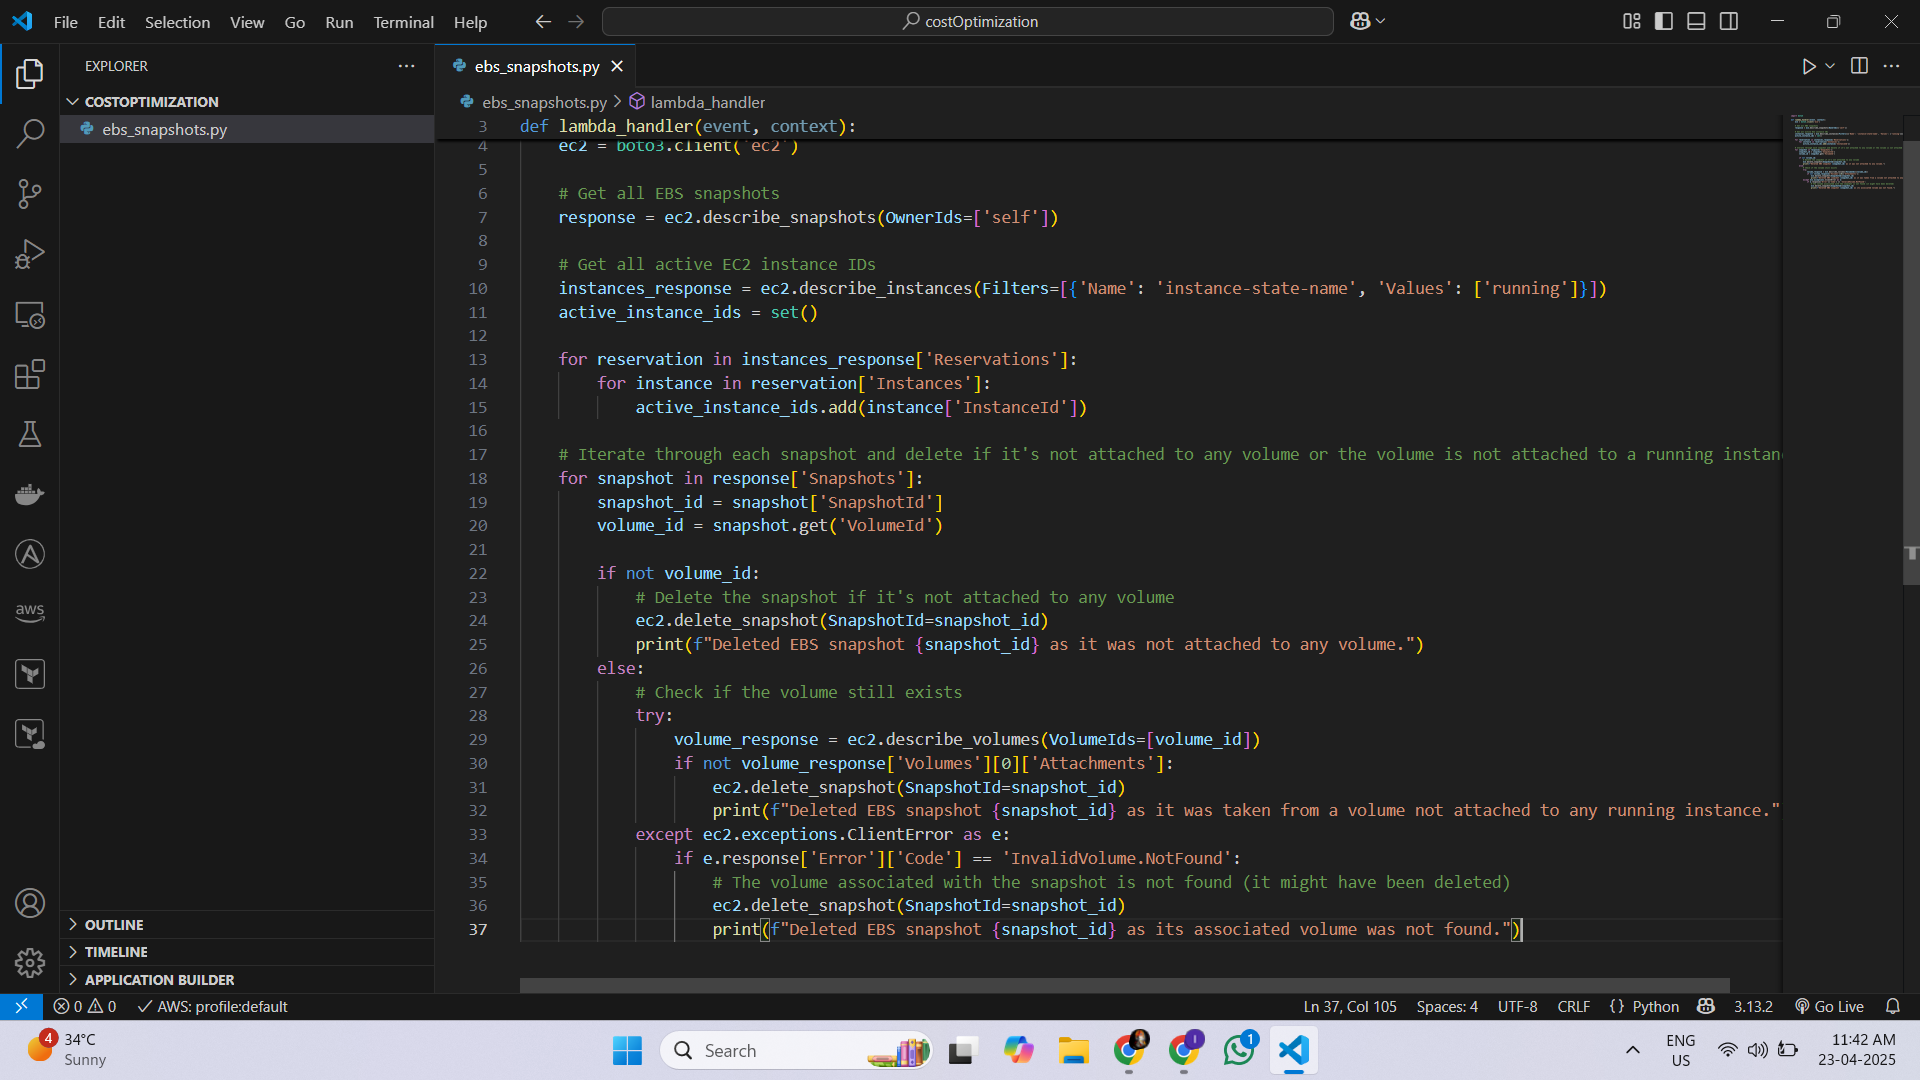 File Edit Selection View Go Run Terminal Help
costOptimization
EXPLORER
COSTOPTIMIZATION
ebs_snapshots.py
OUTLINE
TIMELINE
APPLICATION BUILDER
aws
ebs_snapshots.py
ebs_snapshots.py > lambda_handler
3 def lambda_handler(event, context):
4 ec2 = boto3.client('ec2')
5
6 # Get all EBS snapshots
7 response = ec2.describe_snapshots(OwnerIds=['self'])
8
9 # Get all active EC2 instance IDs
10 instances_response = ec2.describe_instances(Filters=[{'Name': 'instance-state-name', 'Values': ['running']}])
11 active_instance_ids = set()
12
13 for reservation in instances_response['Reservations']:
14 for instance in reservation['Instances']:
15 active_instance_ids.add(instance['InstanceId'])
16
17 # Iterate through each snapshot and delete if it's not attached to any volume or the volume is not attached to a running instan
18 for snapshot in response['Snapshots']:
19 snapshot_id = snapshot['SnapshotId']
20 volume_id = snapshot.get('VolumeId')
21
22 if not volume_id:
23 # Delete the snapshot if it's not attached to any volume
24 ec2.delete_snapshot(SnapshotId=snapshot_id)
25 print(f"Deleted EBS snapshot {snapshot_id} as it was not attached to any volume.")
26 else:
27 # Check if the volume still exists
28 try:
29 volume_response = ec2.describe_volumes(VolumeIds=[volume_id])
30 if not volume_response['Volumes'][0]['Attachments']:
31 ec2.delete_snapshot(SnapshotId=snapshot_id)
32 print(f"Deleted EBS snapshot {snapshot_id} as it was taken from a volume not attached to any running instance."
33 except ec2.exceptions.ClientError as e:
34 if e.response['Error']['Code'] == 'InvalidVolume.NotFound':
35 # The volume associated with the snapshot is not found (it might have been deleted)
36 ec2.delete_snapshot(SnapshotId=snapshot_id)
37 print(f"Deleted EBS snapshot {snapshot_id} as its associated volume was not found.")
0 0 AWS: profile:default
Ln 37, Col 105 Spaces: 4 UTF-8 CRLF {} Python 3.13.2 Go Live
4
34°C
Sunny
Search
1
ENG
US
11:42 AM
23-04-2025